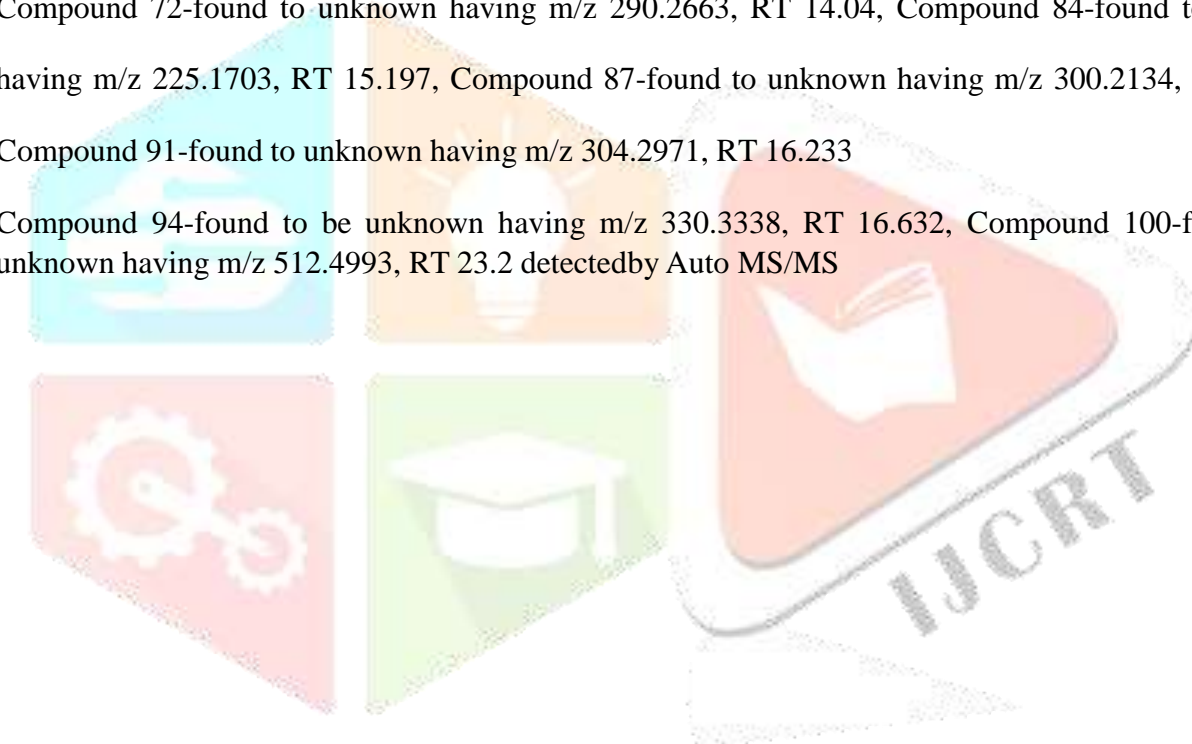 Compound 72-found to unknown having m/z 290.2663, RT 14.04, Compound 84-found
having m/z 225.1703, RT 15.197, Compound 87-found to unknown having m/z 300.2134,
Compound 91-found to unknown having m/z 304.2971, RT 16.233
Compound 94-found to be unknown having m/z 330.3338, RT 16.632, Compound
unknown having m/z 512.4993, RT 23.2 detectedby Auto MS/MS
IJCRT